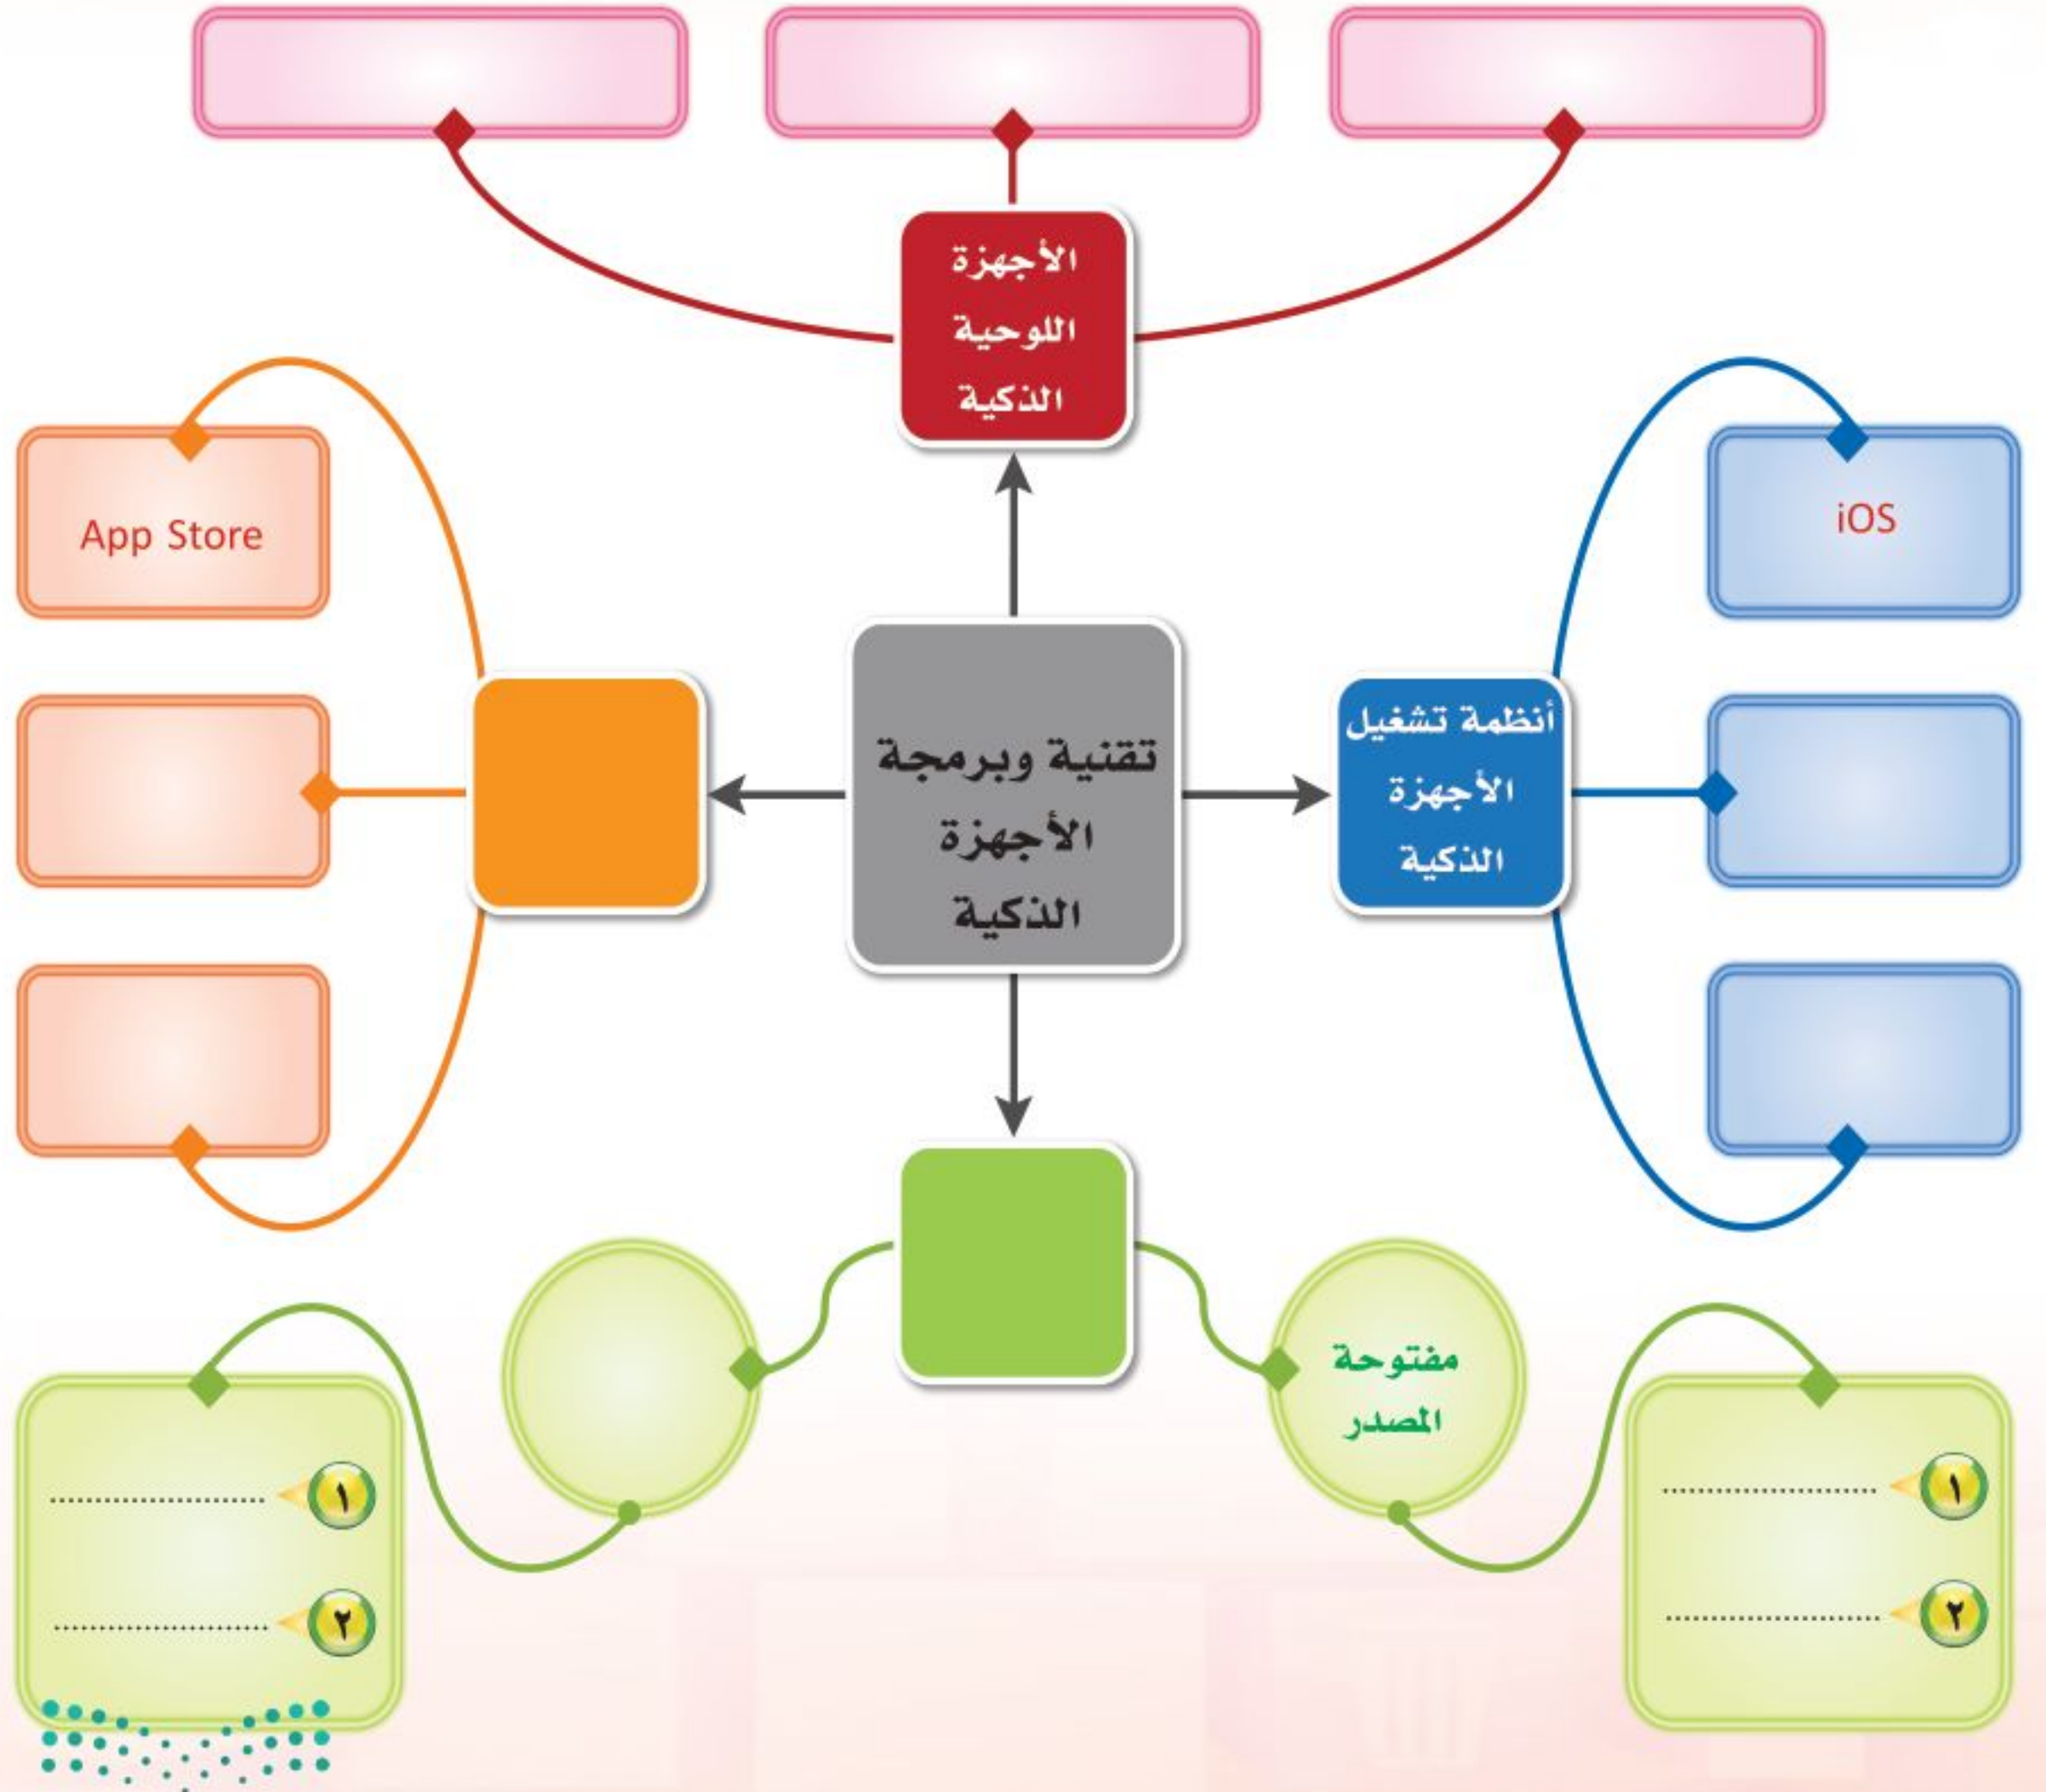 الأجهزة
اللوحية
الذكية
App Store
iOS
تقنية وبرمجة
الأجهزة
الذكية
أنظمة تشغيل
الأجهزة
الذكية
مفتوحة
المصدر
١ ......................
٢ ......................
١ ......................
٢ ......................